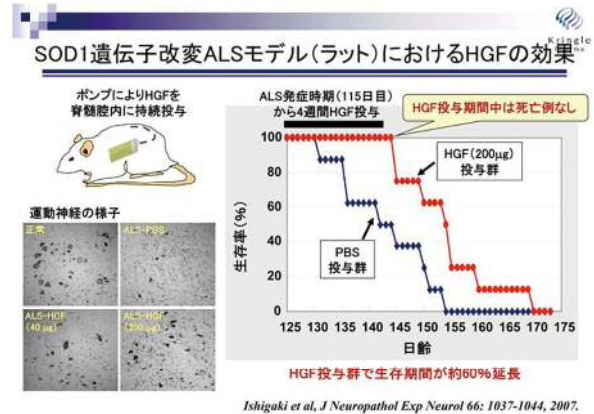 Kringle
SOD1遺伝子改変ALSモデル(ラット)におけるHGFの効果
ポンプによりHGFを
脊髄腔内に持続投与
運動神経の様子
正常
ALS-PBS
ALS-HGF
(40 μg)
ALS-HGF
(200 μg)
ALS発症時期(115日目)
から4週間HGF投与
HGF投与期間中は死亡例なし
HGF(200μg)
投与群
PBS
投与群
生存率(%)
100
80
60
40
20
0
125 130 135 140 145 150 155 160 165 170 175
日齢
HGF投与群で生存期間が約60%延長
Ishigaki et al, J Neuropathol Exp Neurol 66: 1037-1044, 2007.